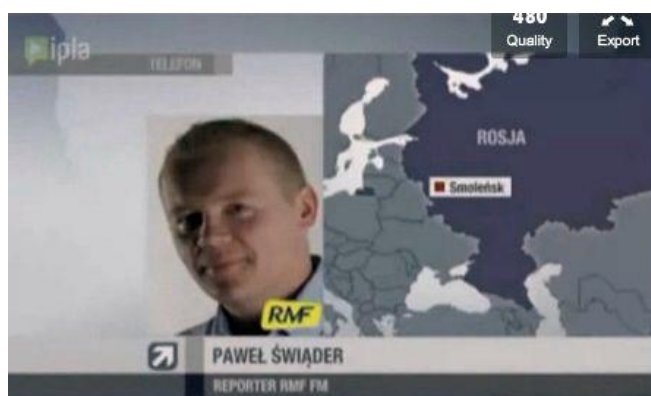 480
Quality
Export
ipla
TELEFON
ROSJA
Smoleńsk
RMF
PAWEŁ ŚWIĄDER
REPORTER RMF FM